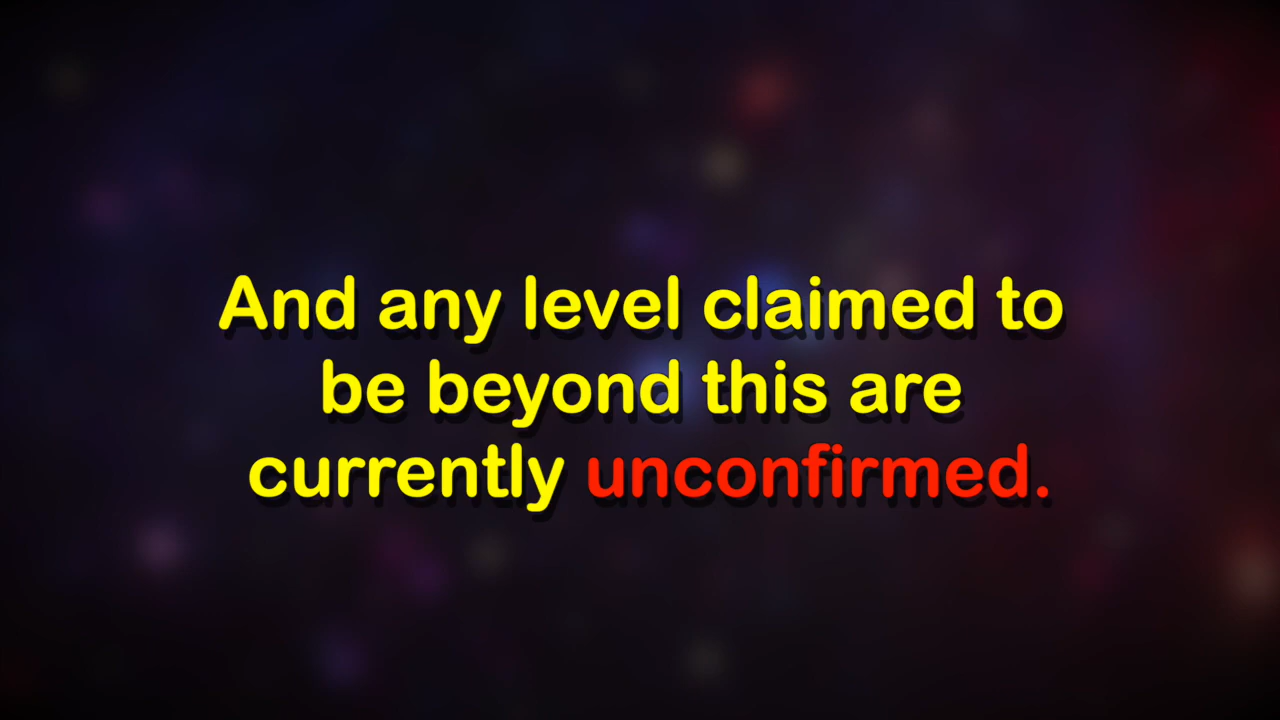 And any level claimed to
be beyond this are
currently unconfirmed.